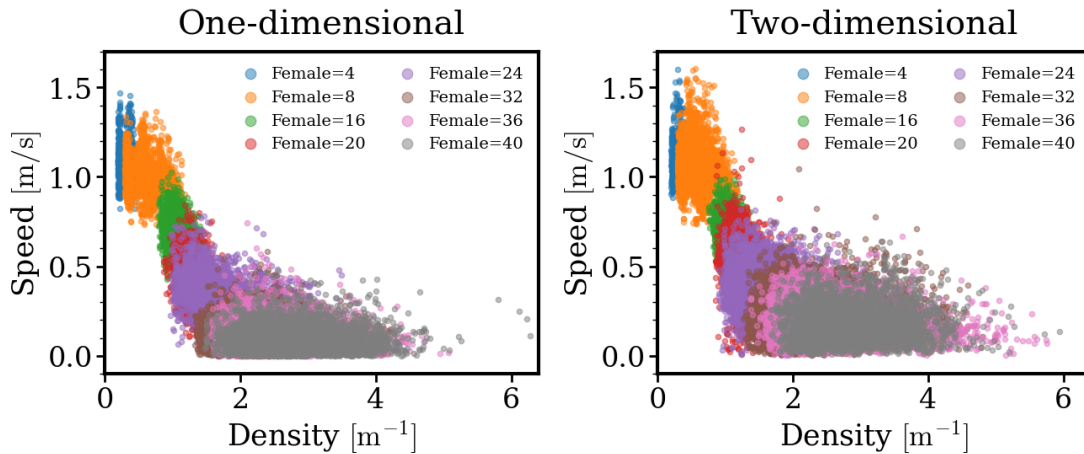 One-dimensional
Speed [m/s]
1.5
1.0
0.5
0.0
Female=4
Female=8
Female=16
Female=20
Female=24
Female=32
Female=36
Female=40
0
2
4
6
Density [m⁻¹]
Two-dimensional
Speed [m/s]
1.5
1.0
0.5
0.0
Female=4
Female=8
Female=16
Female=20
Female=24
Female=32
Female=36
Female=40
0
2
4
6
Density [m⁻¹]